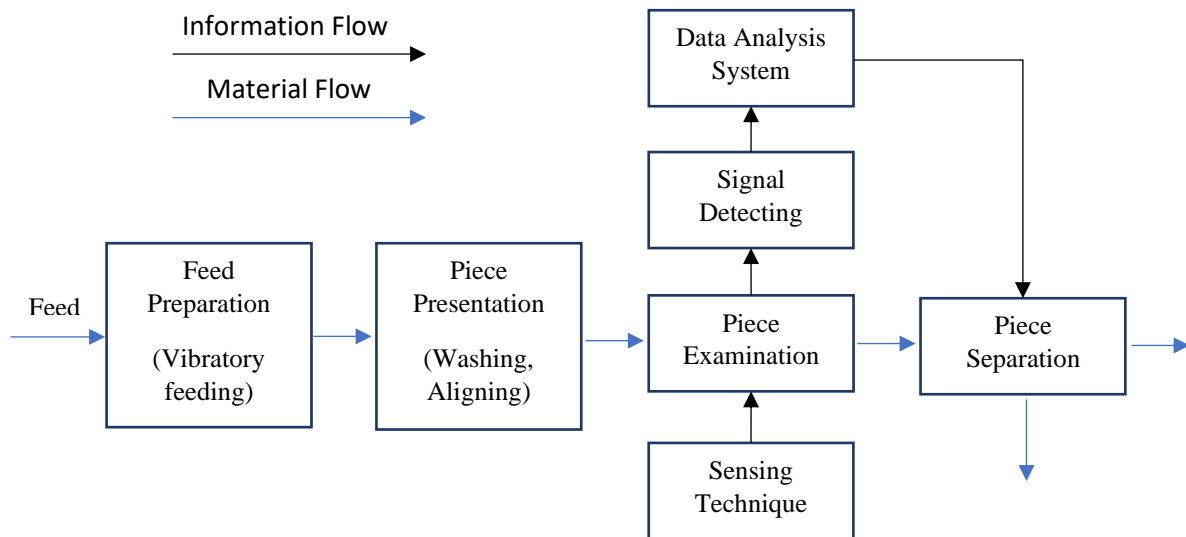 Information Flow
Material Flow
Data Analysis
System
Signal
Detecting
Feed
Feed
Preparation
(Vibratory
feeding)
Piece
Presentation
(Washing,
Aligning)
Piece
Examination
Piece
Separation
Sensing
Technique